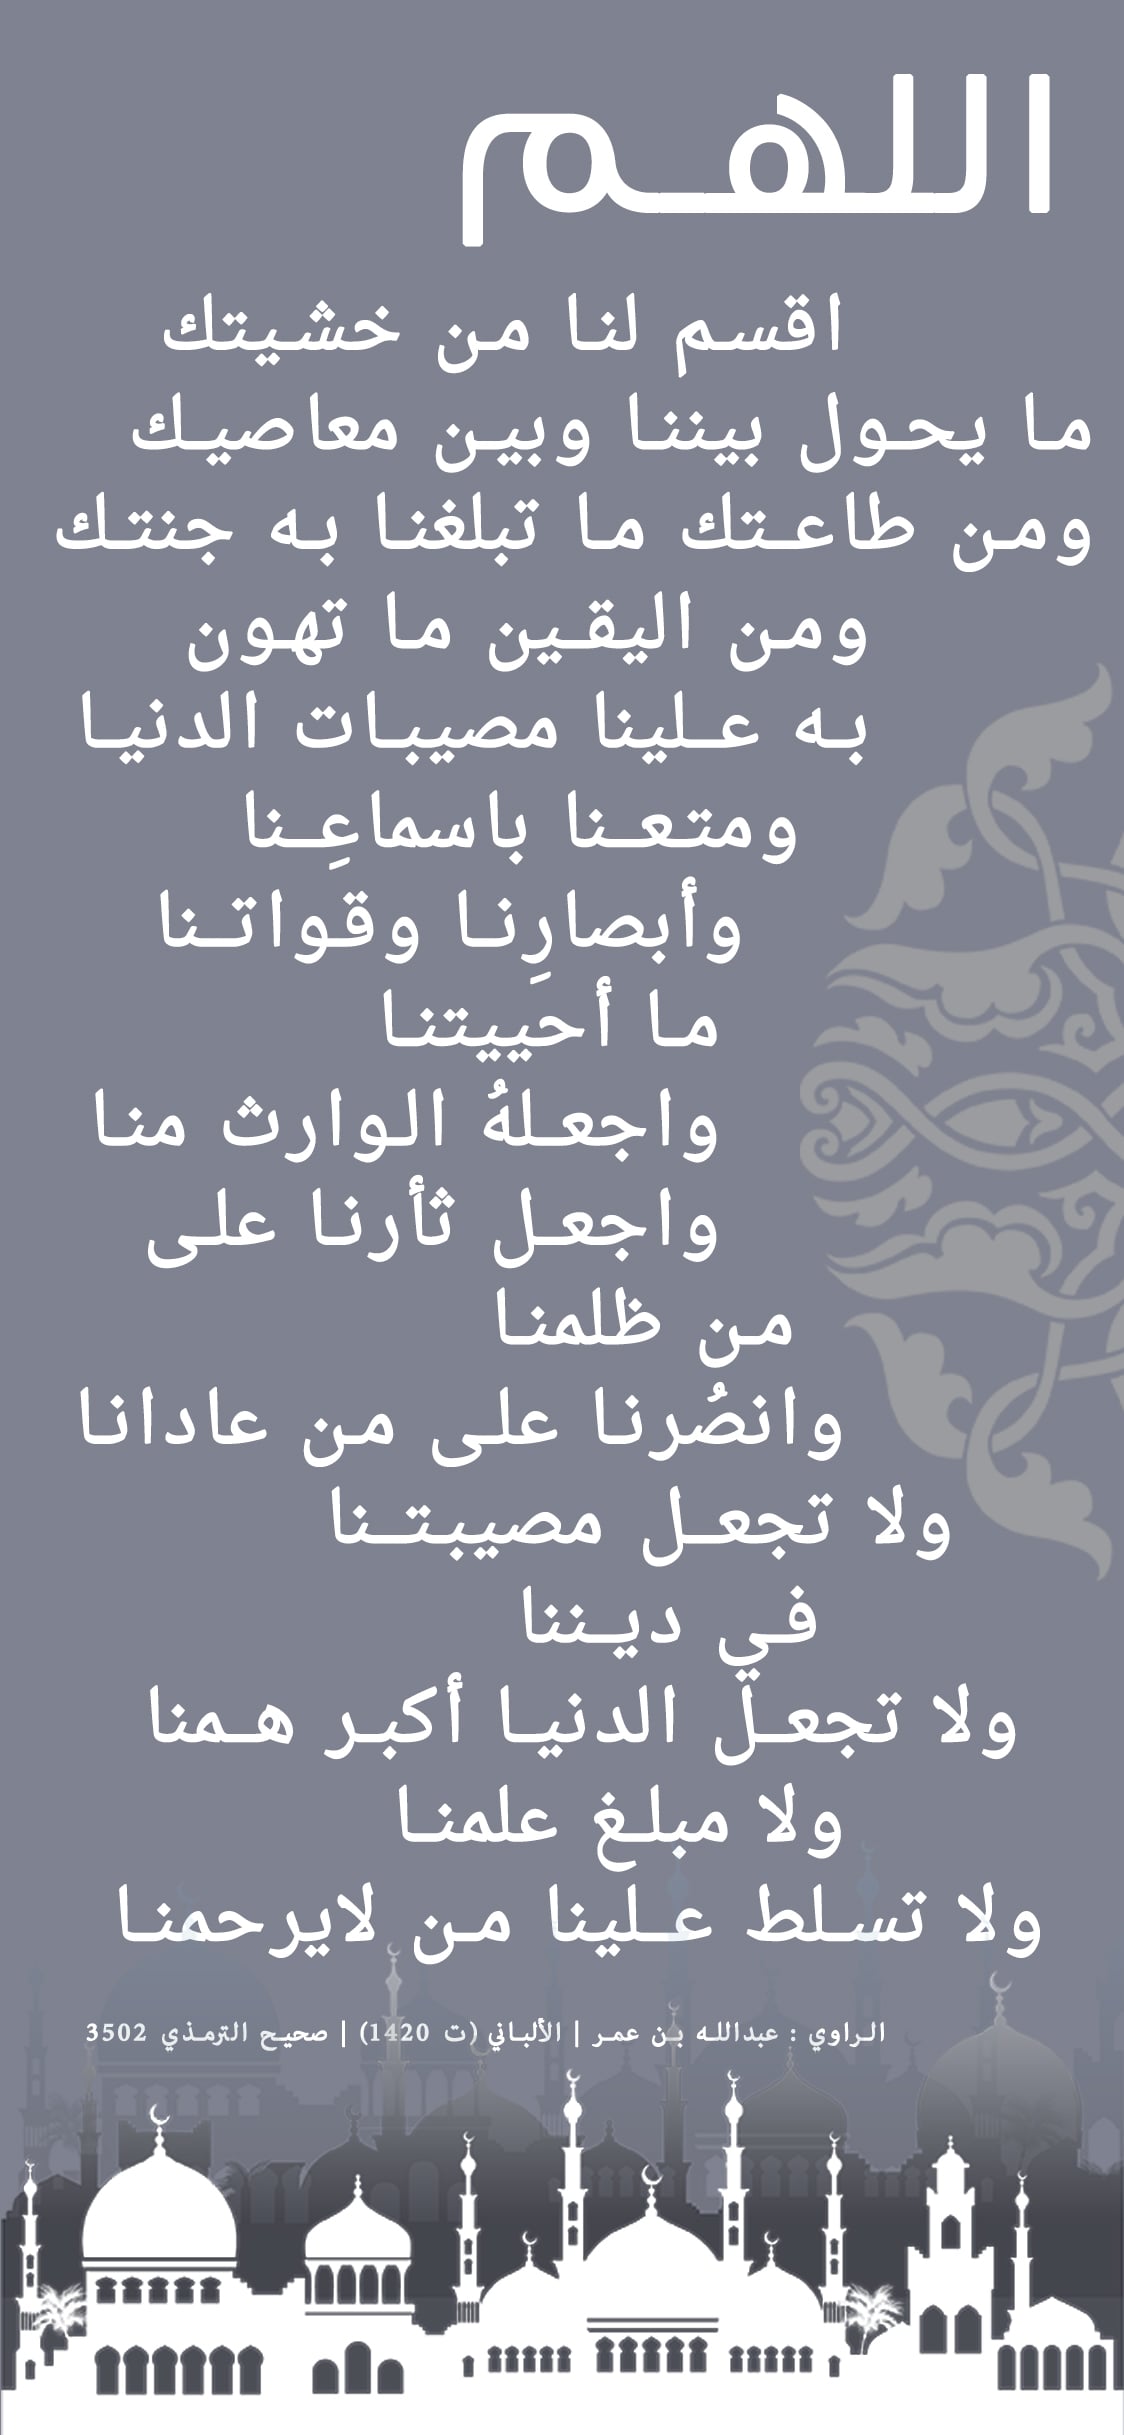 اللهم
اقسم لنا من خشيتك
ما يحول بيننا وبين معاصيك
ومن طاعتك ما تبلغنا به جنتك
ومن اليقين ما تهون
به علينا مصيبات الدنيا
ومتعنا باسماعِنا
وأبصارِنا وقواتنا
ما أحييتنا
واجعلهُ الوارث منا
واجعل ثأرنا على
من ظلمنا
وانصُرنا على من عادانا
ولا تجعل مصيبتنا
في ديننا
ولا تجعل الدنيا أكبر همنا
ولا مبلغ علمنا
ولا تسلط علينا من لايرحمنا
الراوي : عبدالله بن عمر | الألباني (ت 1420) | صحيح الترمذي 3502